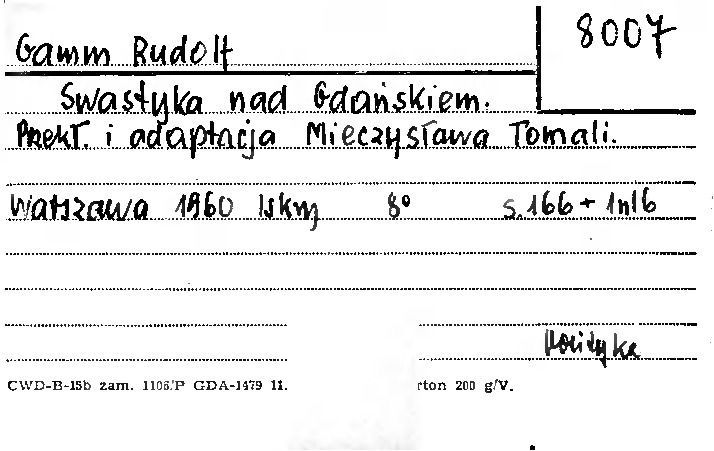 8007
Gamm Rudolf
Swastyka nad Gdańskiem.
Przekł. i adaptacja Mieczysława Tomali.
Warszawa 1960 Iskry 8° s.166 + 1nlb
Polityka
CWD-B-15b zam. 1106/P GDA-1479 11. rton 200 g/V.